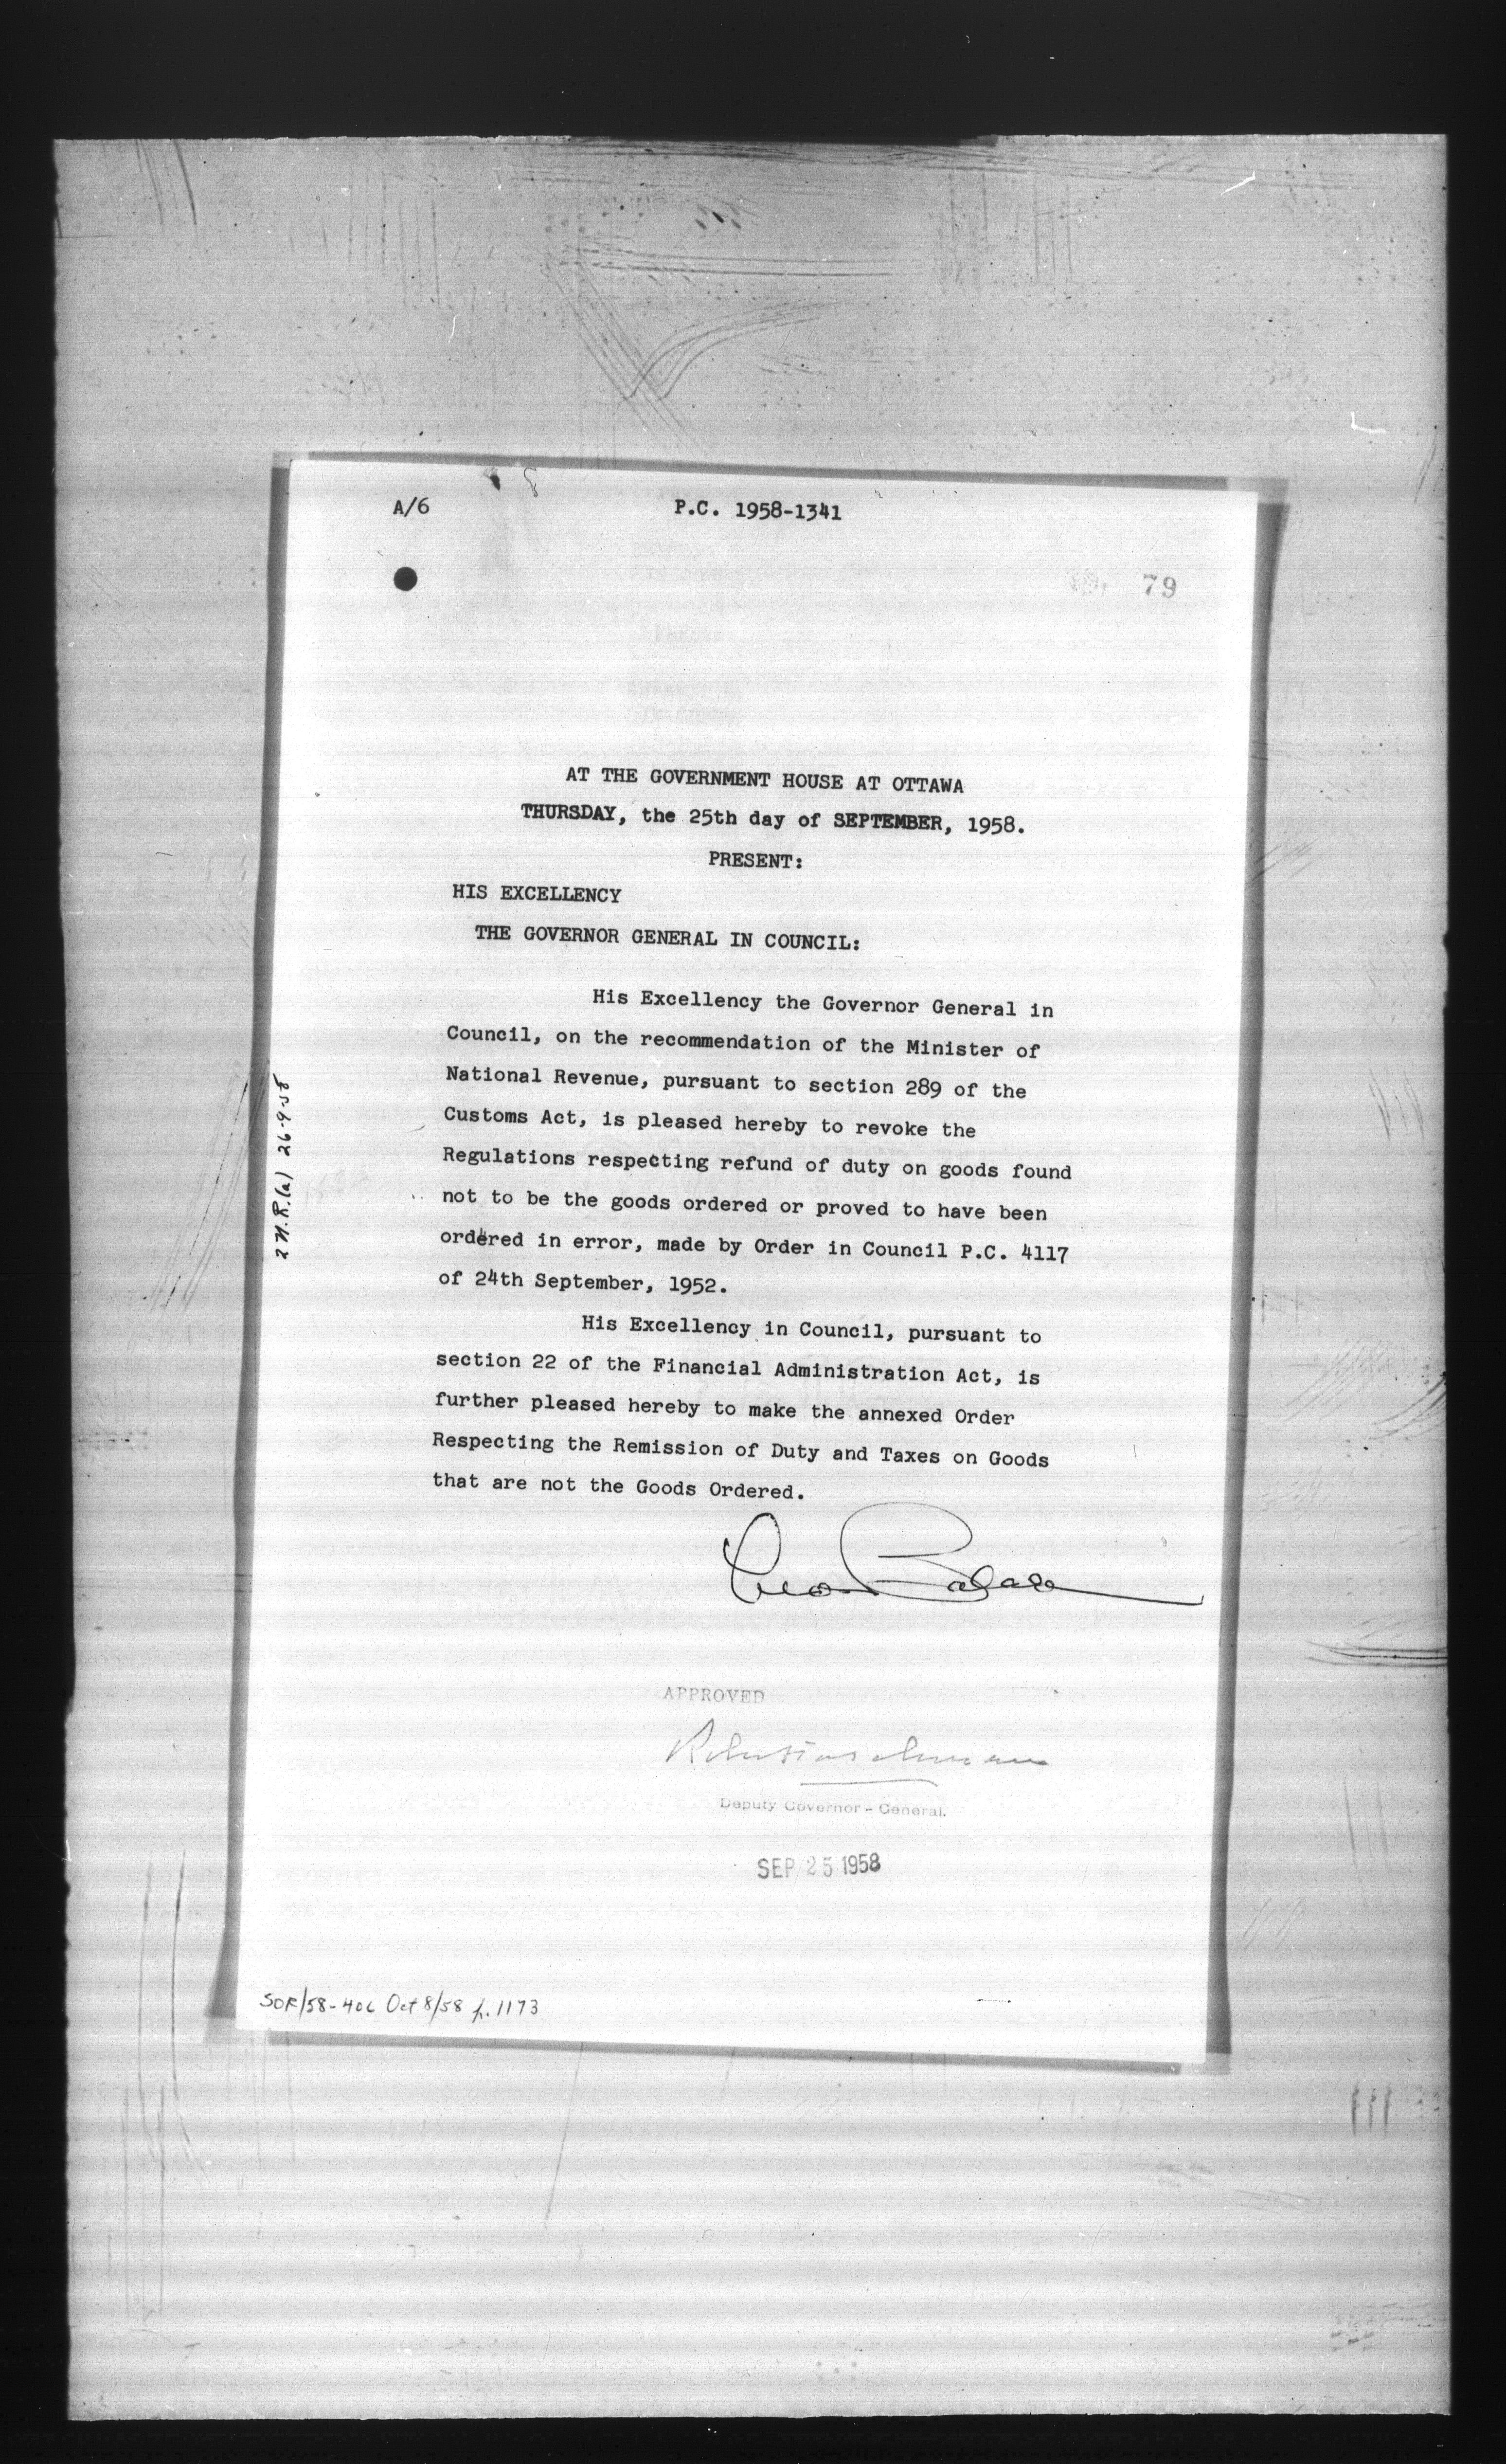 A/6
P.C. 1958-1341
79
AT THE GOVERNMENT HOUSE AT OTTAWA
THURSDAY, the 25th day of SEPTEMBER, 1958.
PRESENT:
HIS EXCELLENCY
THE GOVERNOR GENERAL IN COUNCIL:
His Excellency the Governor General in
Council, on the recommendation of the Minister of
National Revenue, pursuant to section 289 of the
Customs Act, is pleased hereby to revoke the
Regulations respecting refund of duty on goods found
not to be the goods ordered or proved to have been
ordered in error, made by Order in Council P.C. 4117
of 24th September, 1952.
His Excellency in Council, pursuant to
section 22 of the Financial Administration Act, is
further pleased hereby to make the annexed Order
Respecting the Remission of Duty and Taxes on Goods
that are not the Goods Ordered.
2 N.R.(a) 26-9-58
APPROVED
Deputy Governor-General.
SEP 25 1958
SOR/58-406 Oct 8/58 p. 1173